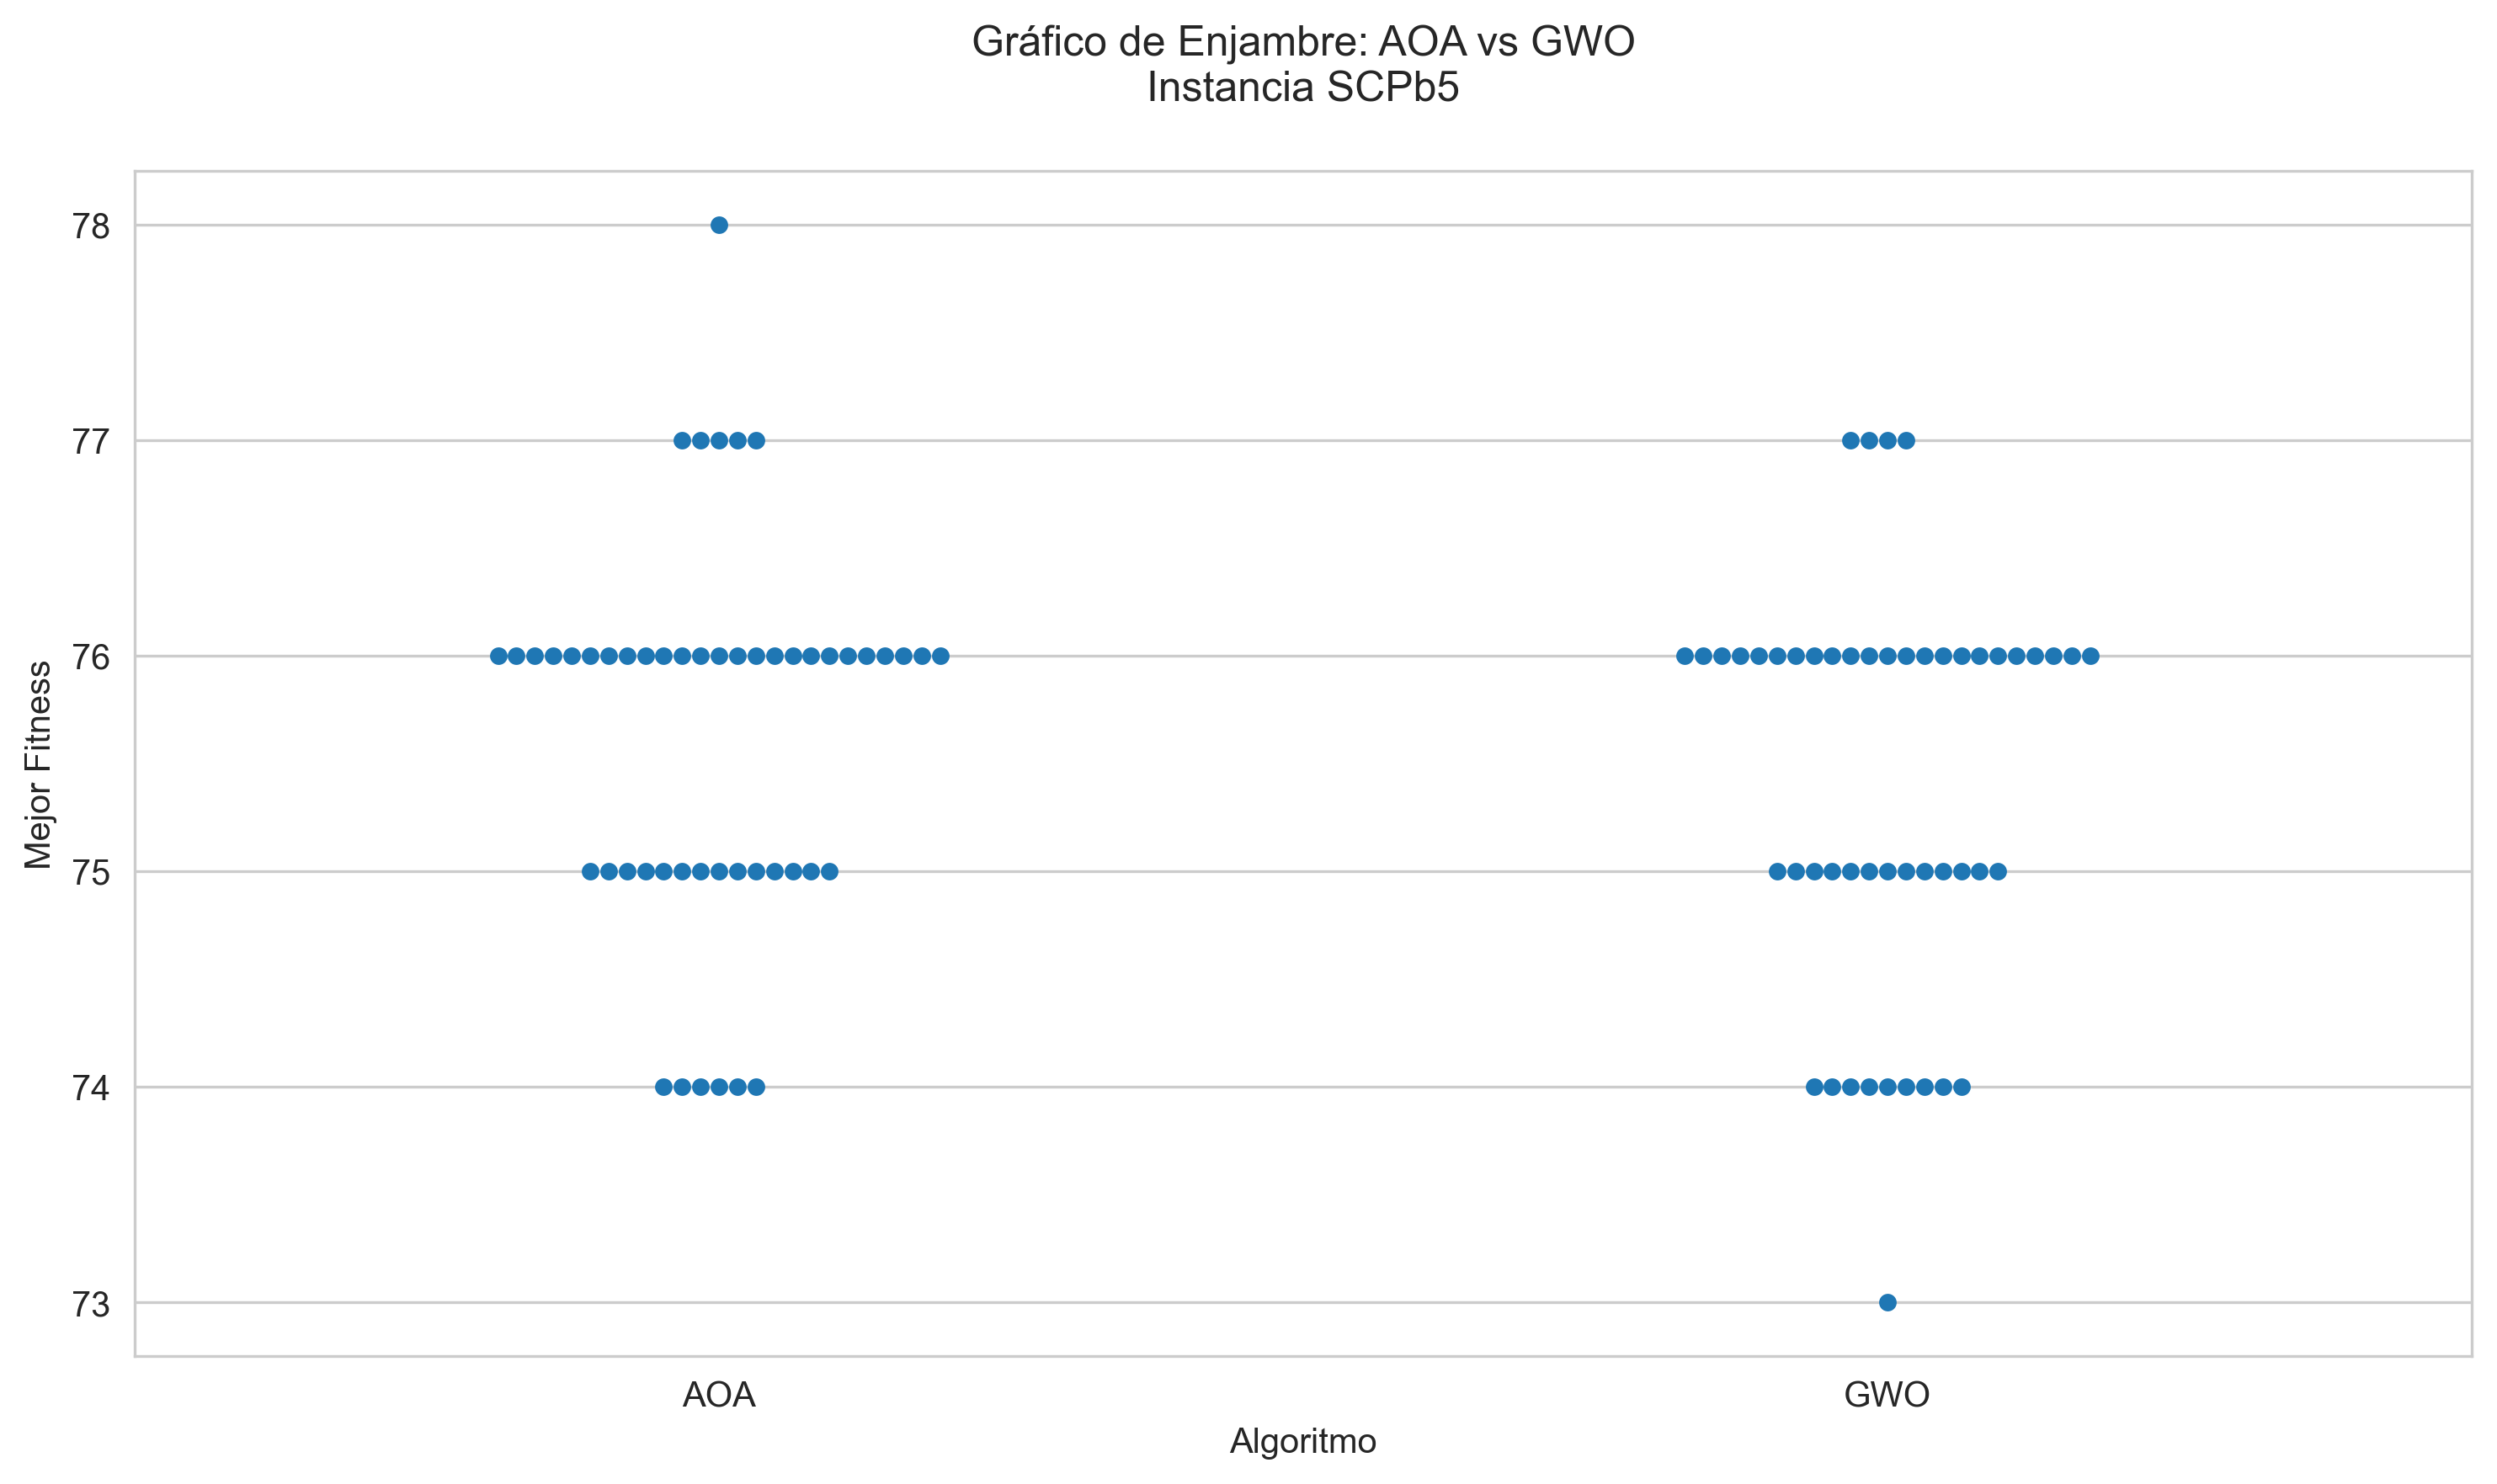 Gráfico de Enjambre: AOA vs GWO
Instancia SCPb5
78
77
76
75
74
73
Mejor Fitness
AOA
GWO
Algoritmo